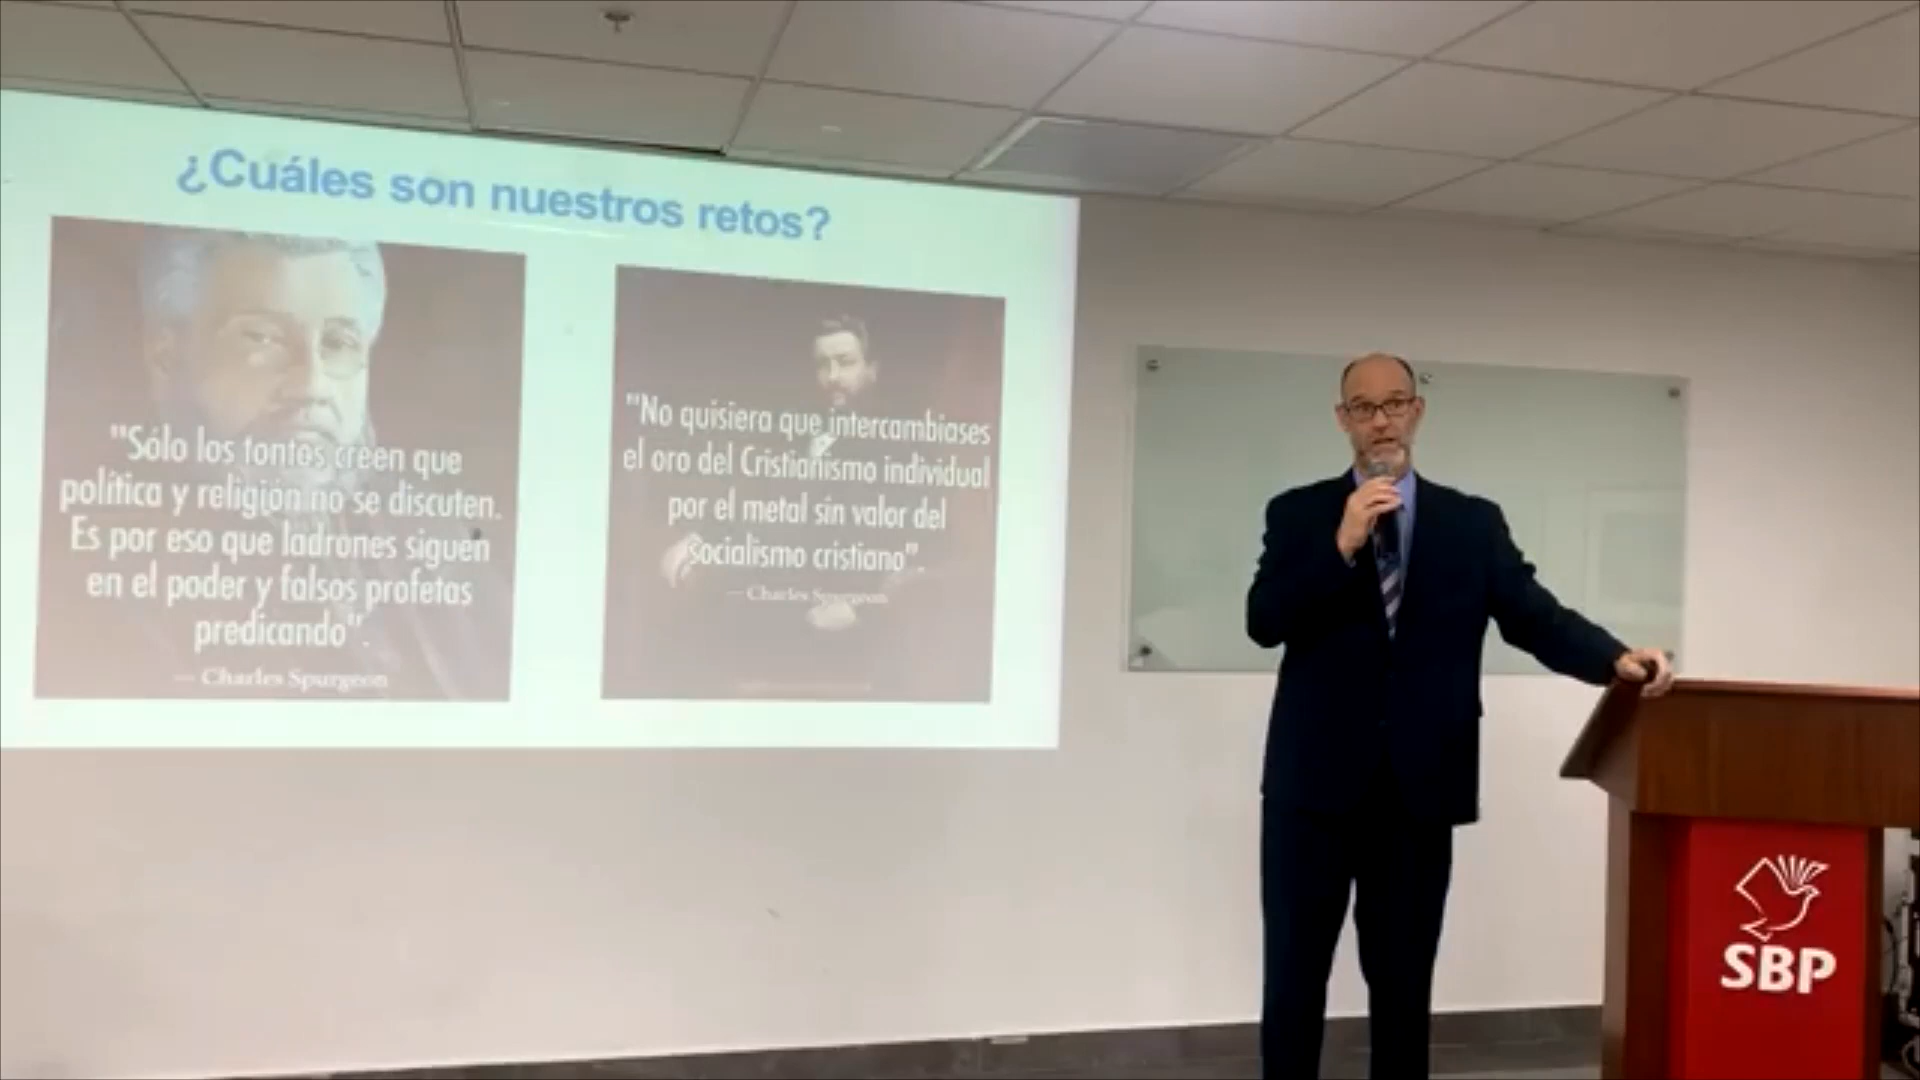 ¿Cuáles son nuestros retos?
"Sólo los tontos creen que
política y religión no se discuten.
Es por eso que ladrones siguen
en el poder y falsos profetas
predicando".
— Charles Spurgeon
"No quisiera que intercambiases
el oro del Cristianismo individual
por el metal sin valor del
socialismo cristiano".
— Charles Spurgeon
SBP